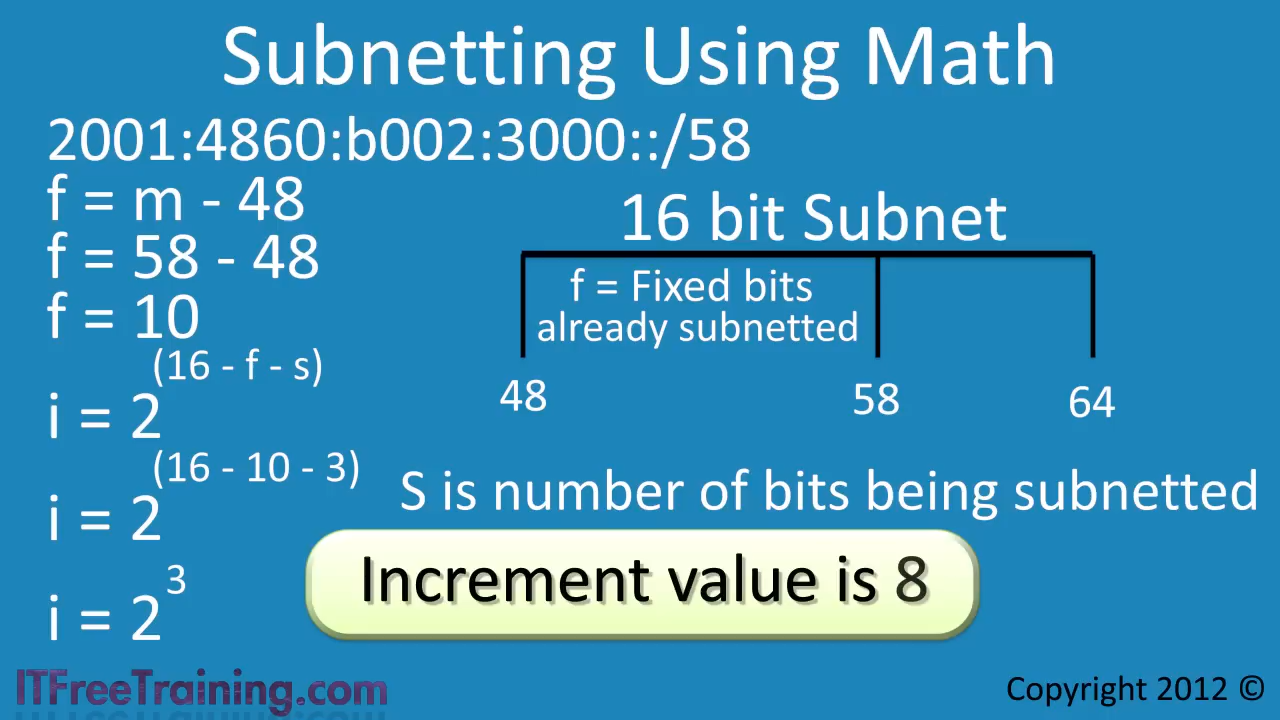 Subnetting Using Math
2001:4860:b002:3000::/58
f = m - 48
f = 58 - 48
f = 10
(16 - f - s)
i = 2
(16 - 10 - 3)
i = 2
3
i = 2
16 bit Subnet
f = Fixed bits
already subnetted
48
58
64
S is number of bits being subnetted
Increment value is 8
ITFreeTraining.com
Copyright 2012 ©